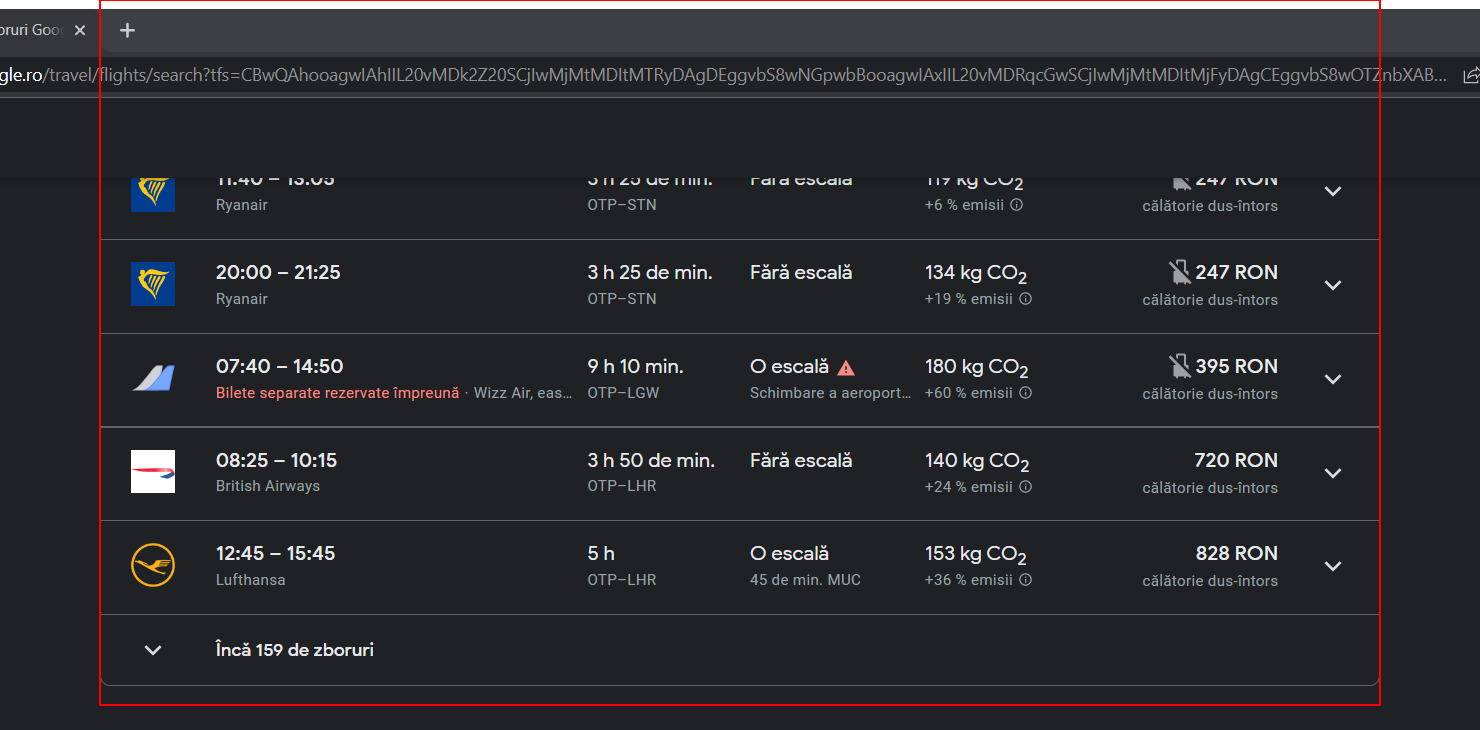 oruri Goo
gle.ro/travel/flights/search?tfs=CBwQAhooagwIAhIIL20vMDk2Z20SCjIwMjMtMDItMTRyDAgDEggvbS8wNGpwbBooagwIAxIIL20vMDRqcGwSCjIwMjMtMDItMjFyDAgCEggvbS8wOTZnbXAB...
11:40 – 13:05 3 h 25 de min. Fără escală 119 kg CO2 247 RON
Ryanair OTP–STN +6 % emisii călătorie dus-întors
20:00 – 21:25 3 h 25 de min. Fără escală 134 kg CO2 247 RON
Ryanair OTP–STN +19 % emisii călătorie dus-întors
07:40 – 14:50 9 h 10 min. O escală 180 kg CO2 395 RON
Bilete separate rezervate împreună · Wizz Air, eas... OTP–LGW Schimbare a aeroport... +60 % emisii călătorie dus-întors
08:25 – 10:15 3 h 50 de min. Fără escală 140 kg CO2 720 RON
British Airways OTP–LHR +24 % emisii călătorie dus-întors
12:45 – 15:45 5 h O escală 153 kg CO2 828 RON
Lufthansa OTP–LHR 45 de min. MUC +36 % emisii călătorie dus-întors
Încă 159 de zboruri